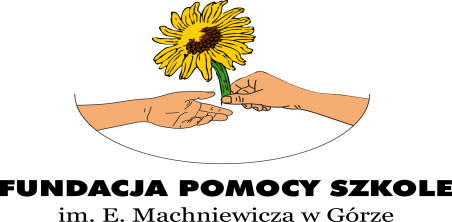 FUNDACJA POMOCY SZKOLE
im. E. Machniewicza w Górze